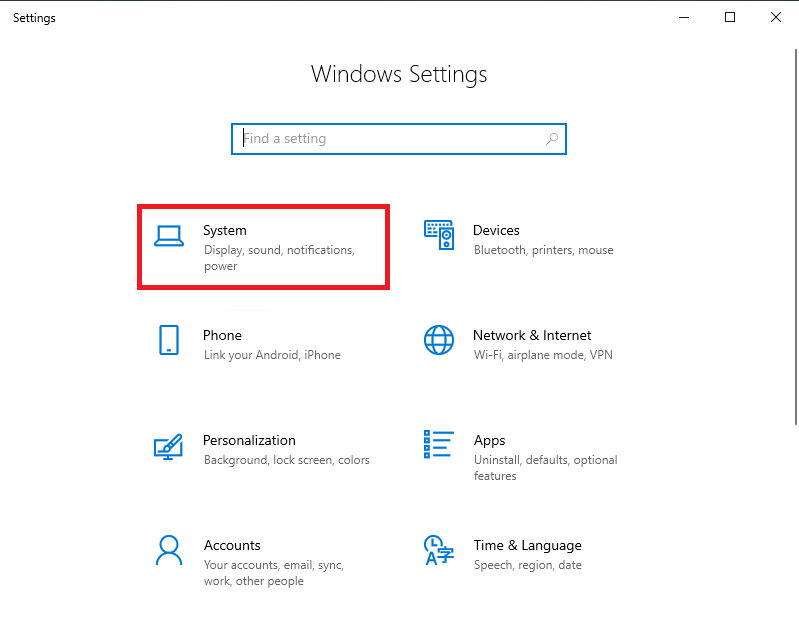 Settings
Windows Settings
Find a setting
System
Display, sound, notifications,
power
Devices
Bluetooth, printers, mouse
Phone
Link your Android, iPhone
Network & Internet
Wi-Fi, airplane mode, VPN
Personalization
Background, lock screen, colors
Apps
Uninstall, defaults, optional
features
Accounts
Your accounts, email, sync,
work, other people
Time & Language
Speech, region, date